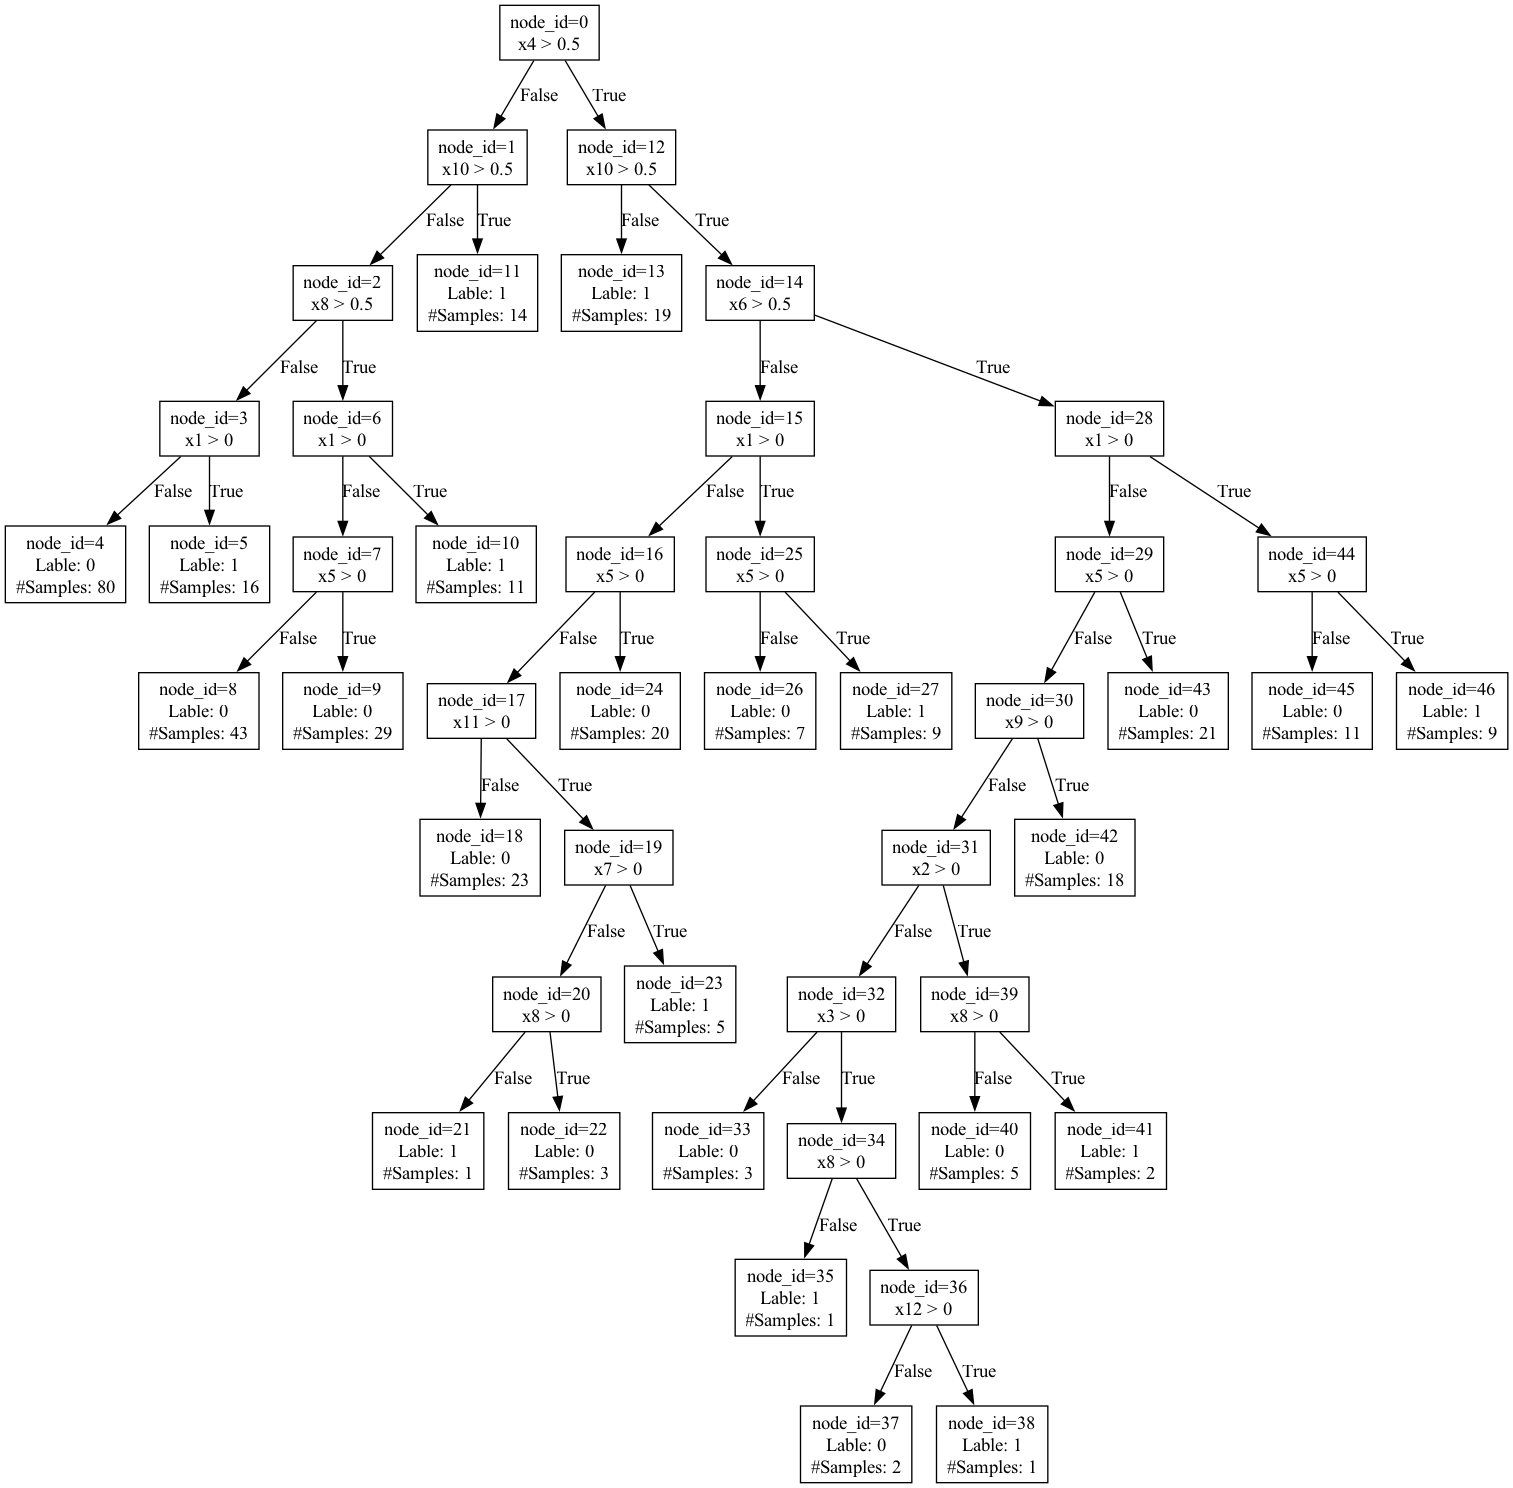 node_id=0
x4 > 0.5
False
True
node_id=1
x10 > 0.5
node_id=12
x10 > 0.5
False
True
False
True
node_id=2
x8 > 0.5
node_id=11
Lable: 1
#Samples: 14
node_id=13
Lable: 1
#Samples: 19
node_id=14
x6 > 0.5
False
True
False
True
node_id=3
x1 > 0
node_id=6
x1 > 0
node_id=15
x1 > 0
node_id=28
x1 > 0
False
True
False
True
False
True
False
True
node_id=4
Lable: 0
#Samples: 80
node_id=5
Lable: 1
#Samples: 16
node_id=7
x5 > 0
node_id=10
Lable: 1
#Samples: 11
node_id=16
x5 > 0
node_id=25
x5 > 0
node_id=29
x5 > 0
node_id=44
x5 > 0
False
True
False
True
False
True
False
True
False
True
node_id=8
Lable: 0
#Samples: 43
node_id=9
Lable: 0
#Samples: 29
node_id=17
x11 > 0
node_id=24
Lable: 0
#Samples: 20
node_id=26
Lable: 0
#Samples: 7
node_id=27
Lable: 1
#Samples: 9
node_id=30
x9 > 0
node_id=43
Lable: 0
#Samples: 21
node_id=45
Lable: 0
#Samples: 11
node_id=46
Lable: 1
#Samples: 9
False
True
False
True
node_id=18
Lable: 0
#Samples: 23
node_id=19
x7 > 0
node_id=31
x2 > 0
node_id=42
Lable: 0
#Samples: 18
False
True
False
True
node_id=20
x8 > 0
node_id=23
Lable: 1
#Samples: 5
node_id=32
x3 > 0
node_id=39
x8 > 0
False
True
False
True
False
True
node_id=21
Lable: 1
#Samples: 1
node_id=22
Lable: 0
#Samples: 3
node_id=33
Lable: 0
#Samples: 3
node_id=34
x8 > 0
node_id=40
Lable: 0
#Samples: 5
node_id=41
Lable: 1
#Samples: 2
False
True
node_id=35
Lable: 1
#Samples: 1
node_id=36
x12 > 0
False
True
node_id=37
Lable: 0
#Samples: 2
node_id=38
Lable: 1
#Samples: 1